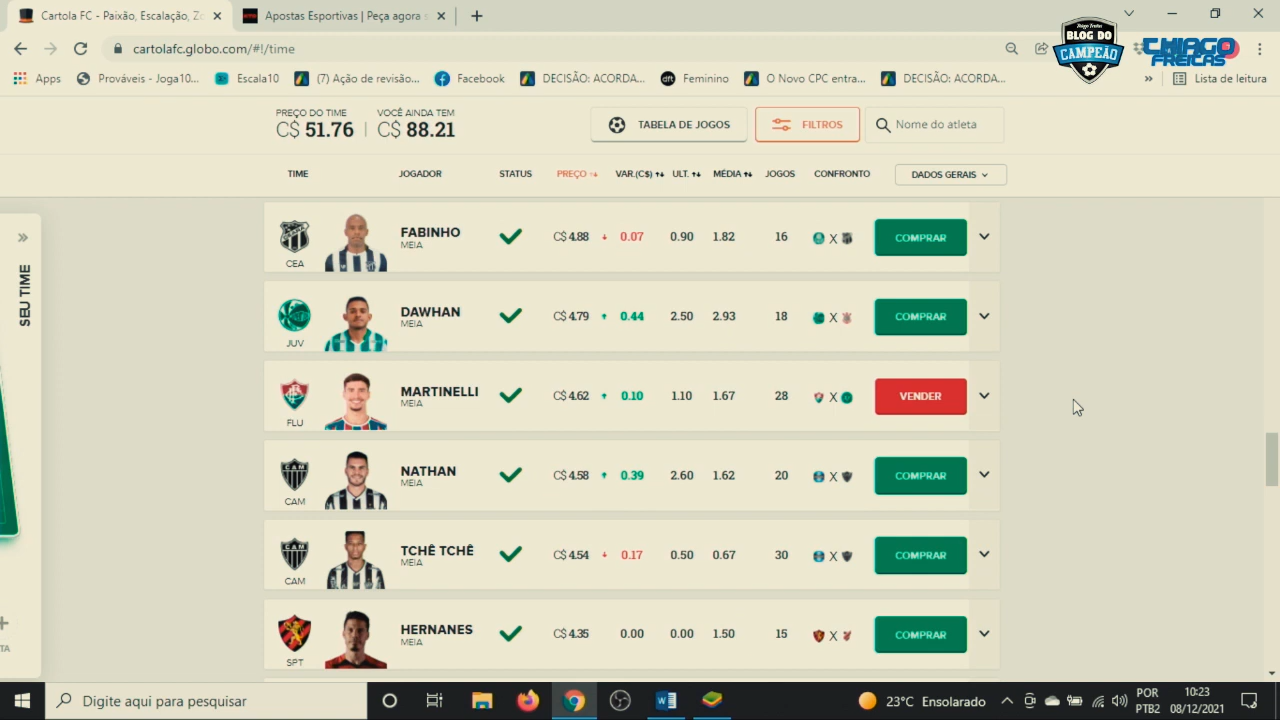 Cartola FC - Paixão, Escalação, Zo
Apostas Esportivas | Peça agora s
cartolafc.globo.com/#!/time
Thiago Freitas
BLOG DO
CAMPEÃO
THIAGO
FREITAS
Apps
Prováveis - Joga10...
Escala10
(7) Ação de revisão...
Facebook
DECISÃO: ACORDA...
Feminino
O Novo CPC entra...
DECISÃO: ACORDA...
»
Lista de leitura
PREÇO DO TIME
C$ 51.76
VOCÊ AINDA TEM
C$ 88.21
TABELA DE JOGOS
FILTROS
Nome do atleta
TIME JOGADOR STATUS PREÇO VAR.(C$) ULT. MÉDIA JOGOS CONFRONTO DADOS GERAIS
SEU TIME
CEA FABINHO MEIA C$ 4.88 0.07 0.90 1.82 16 X COMPRAR
JUV DAWHAN MEIA C$ 4.79 0.44 2.50 2.93 18 X COMPRAR
FLU MARTINELLI MEIA C$ 4.62 0.10 1.10 1.67 28 X VENDER
CAM NATHAN MEIA C$ 4.58 0.39 2.60 1.62 20 X COMPRAR
CAM TCHÊ TCHÊ MEIA C$ 4.54 0.17 0.50 0.67 30 X COMPRAR
SPT HERNANES MEIA C$ 4.35 0.00 0.00 1.50 15 X COMPRAR
TA
Digite aqui para pesquisar
23°C Ensolarado
POR
PTB2
10:23
08/12/2021